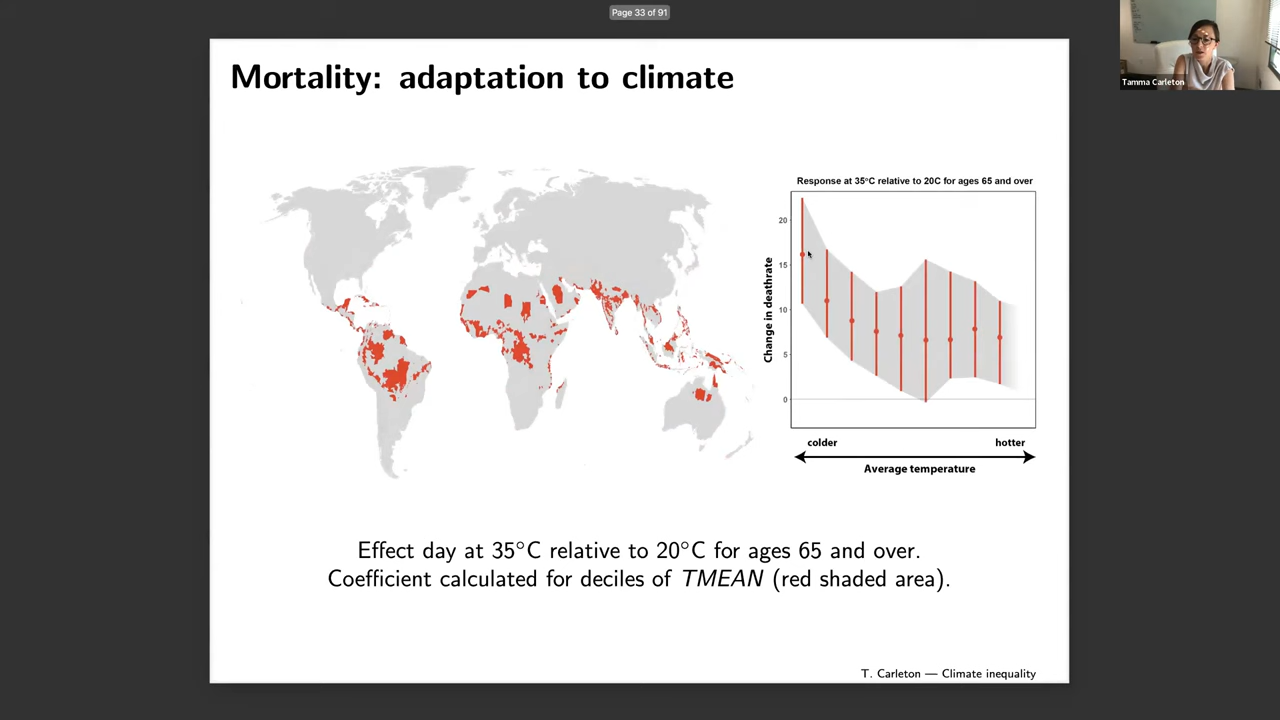 Page 33 of 91
Tamma Carleton
Mortality: adaptation to climate
Response at 35°C relative to 20C for ages 65 and over
Change in deathrate
20
15
10
5
0
colder
hotter
Average temperature
Effect day at 35°C relative to 20°C for ages 65 and over.
Coefficient calculated for deciles of TMEAN (red shaded area).
T. Carleton — Climate inequality